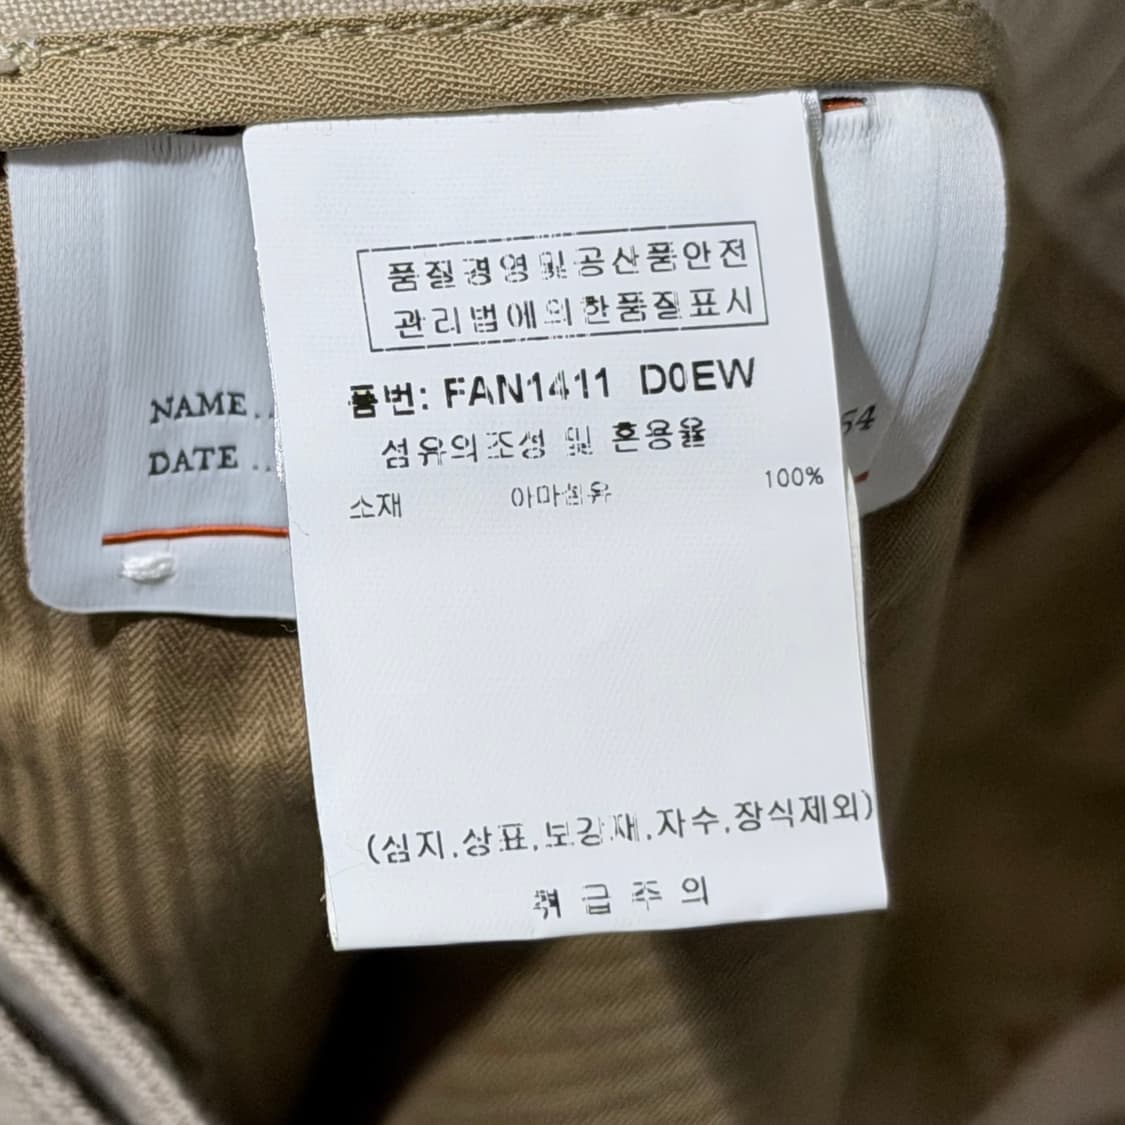 품질경영및공산품안전
관리법에의한품질표시
품번: FAN1411 D0EW
섬유의조성 및 혼용율
소재 아마섬유 100%
(심지.상표.보강재.자수.장식제외)
취급주의
NAME..
DATE ..
54